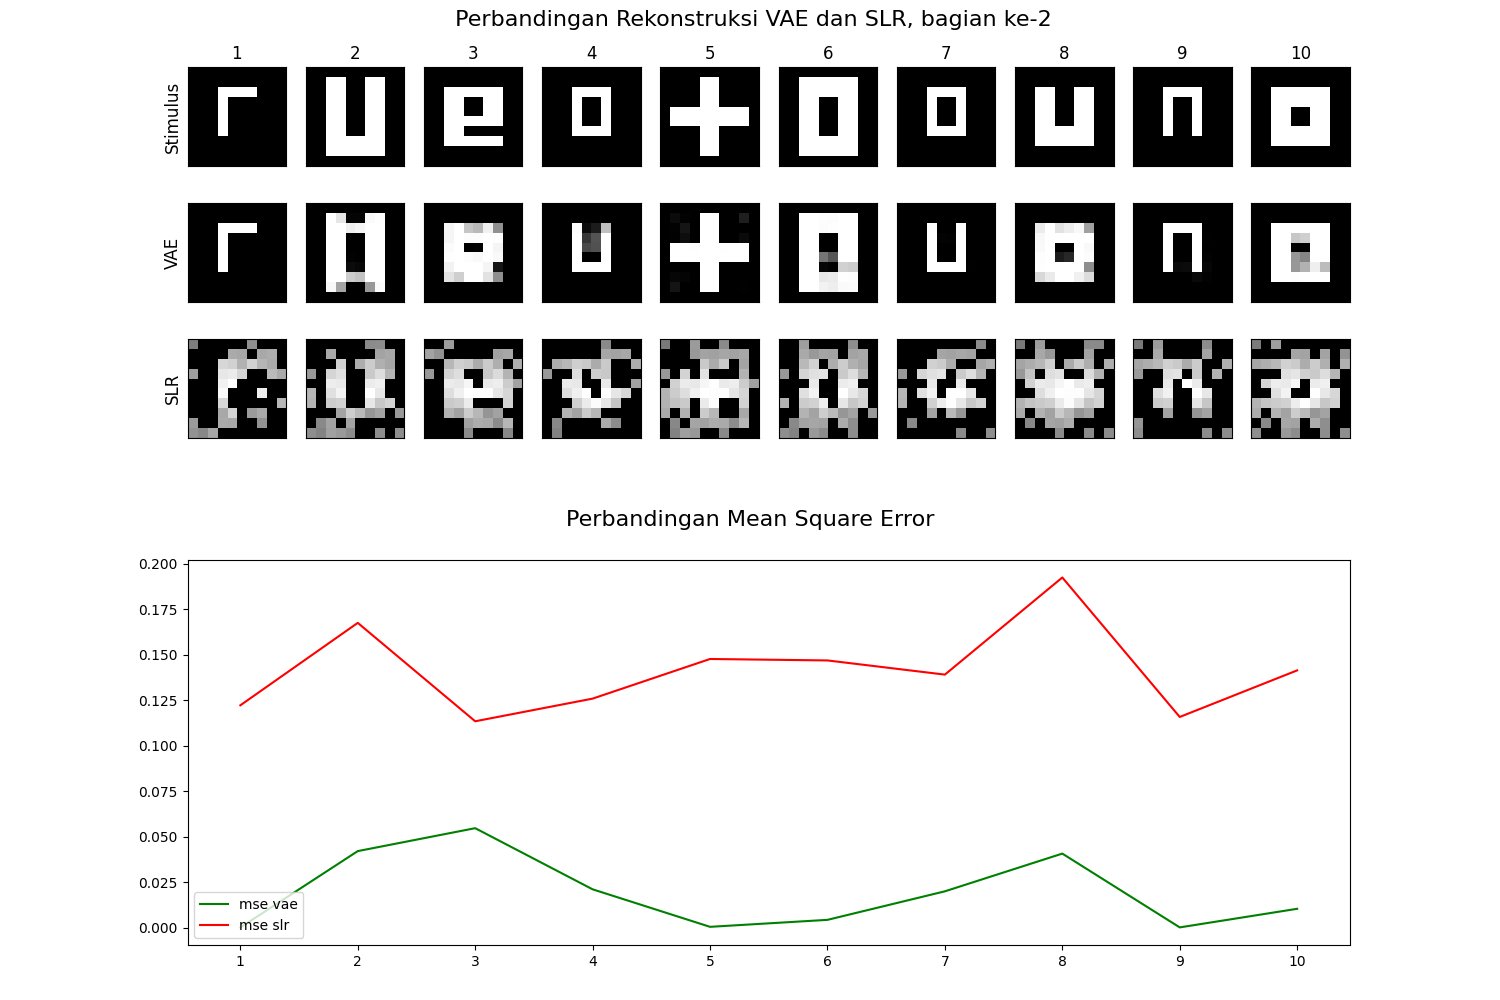 Perbandingan Rekonstruksi VAE dan SLR, bagian ke-2
1 2 3 4 5 6 7 8 9 10
Stimulus
VAE
SLR
Perbandingan Mean Square Error
0.200
0.175
0.150
0.125
0.100
0.075
0.050
0.025
0.000
mse vae
mse slr
1 2 3 4 5 6 7 8 9 10